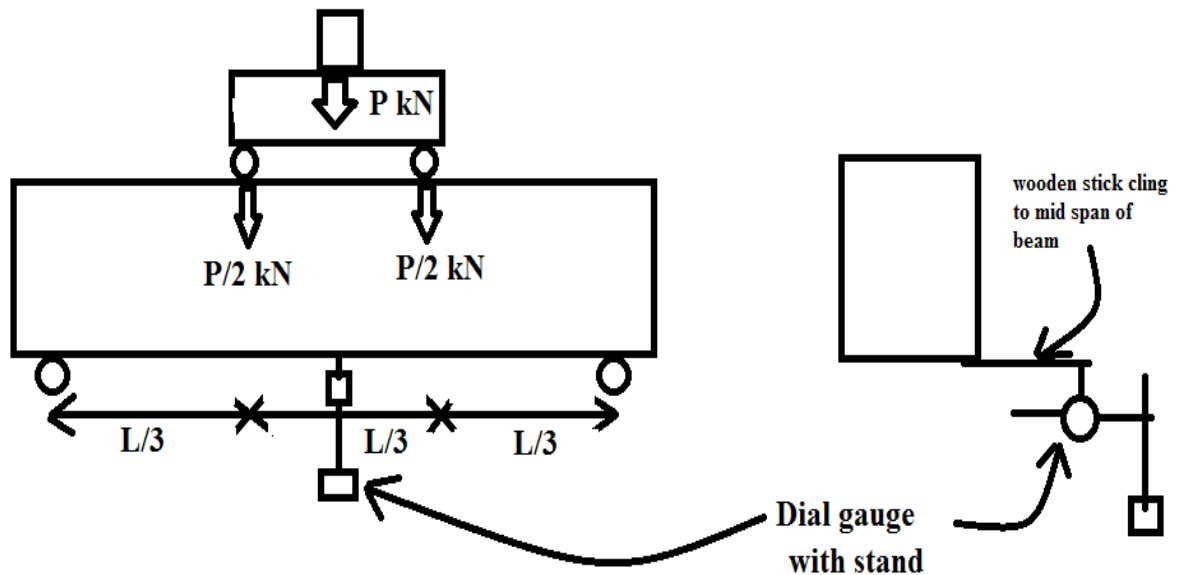 P kN
P/2 kN
P/2 kN
L/3
L/3
L/3
wooden stick cling
to mid span of
beam
Dial gauge
with stand